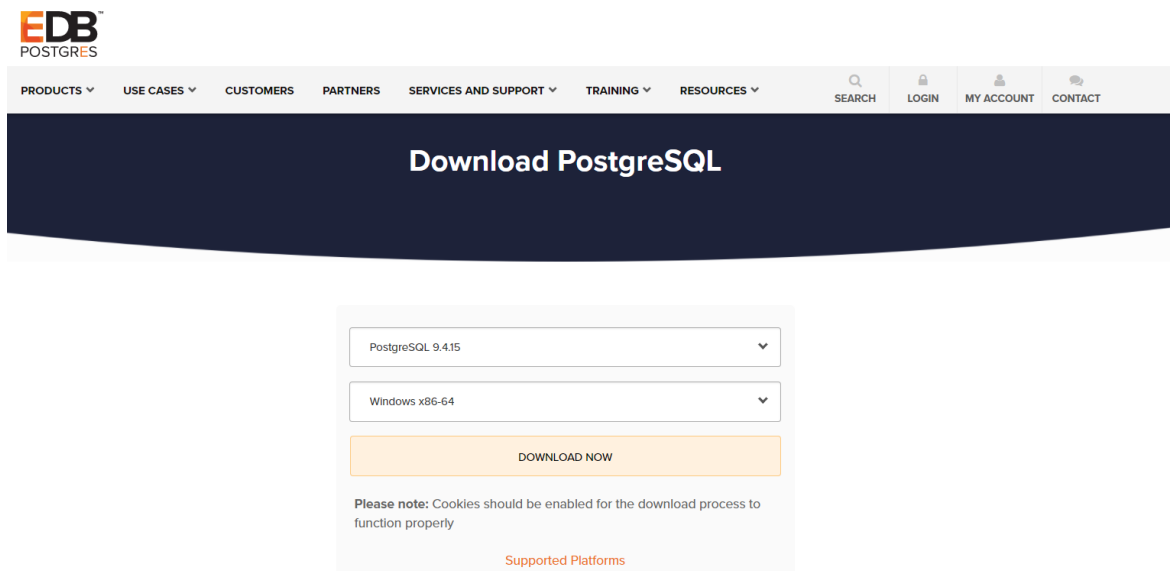 EDB™
POSTGRES
PRODUCTS USE CASES CUSTOMERS PARTNERS SERVICES AND SUPPORT TRAINING RESOURCES SEARCH LOGIN MY ACCOUNT CONTACT
Download PostgreSQL
PostgreSQL 9.4.15
Windows x86-64
DOWNLOAD NOW
Please note: Cookies should be enabled for the download process to
function properly
Supported Platforms